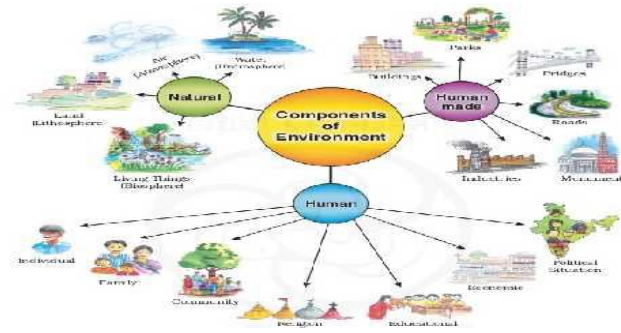 Components
of
Environment
Natural
Air
(Atmosphere)
Water
(Hydrosphere)
Land
(Lithosphere)
Living Things
(Biosphere)
Human
made
Parks
Buildings
Bridges
Roads
Industries
Monument
Human
Individual
Family
Community
Religion
Educational
Economic
Political
Situation